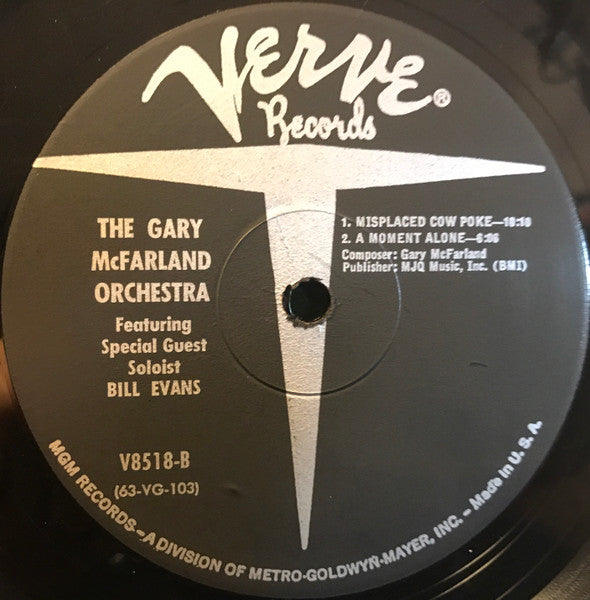 VERVE®
Records
THE GARY
McFARLAND
ORCHESTRA
Featuring
Special Guest
Soloist
BILL EVANS
V8518-B
(63-VG-103)
1. MISPLACED COW POKE—10:10
2. A MOMENT ALONE—6:06
Composer: Gary McFarland
Publisher: MJQ Music, Inc. (BMI)
MGM RECORDS—A DIVISION OF METRO-GOLDWYN-MAYER, INC. – Made in U. S. A.